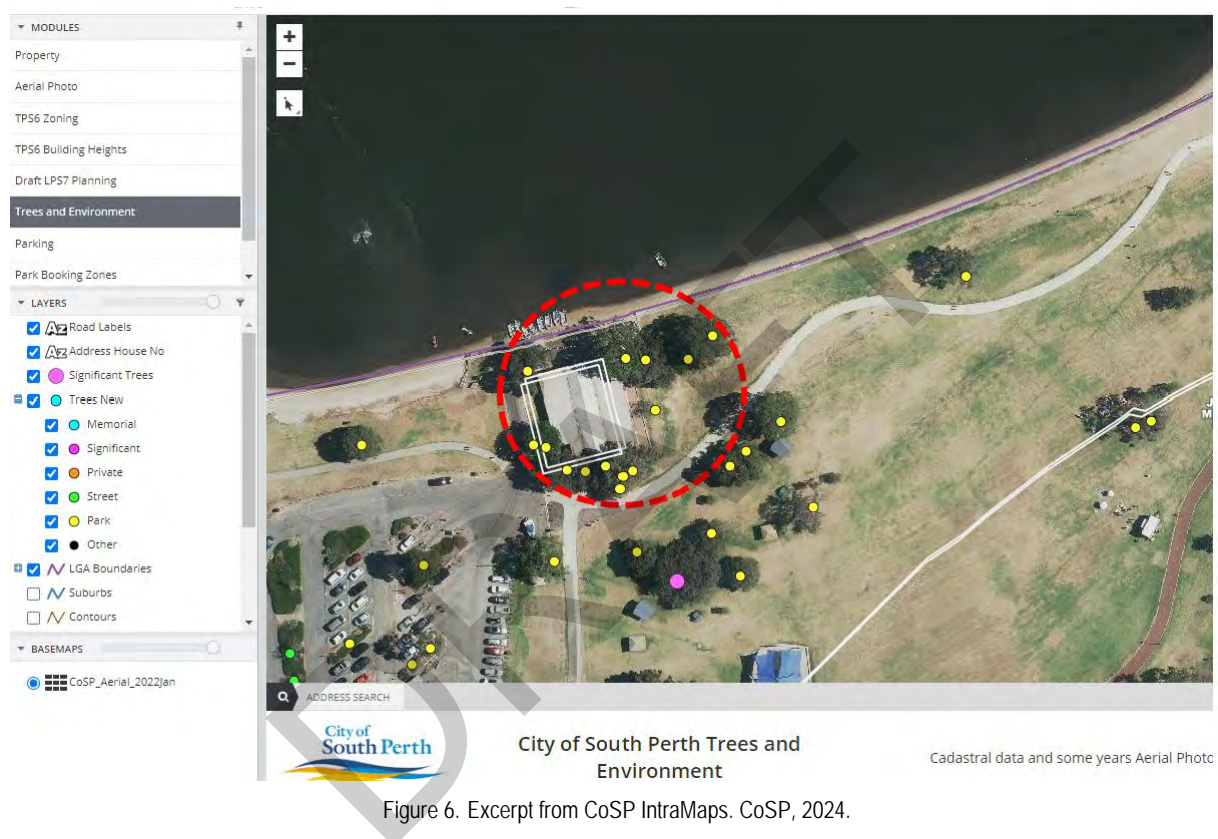 MODULES
Property
Aerial Photo
TPS6 Zoning
TPS6 Building Heights
Draft LPS7 Planning
Trees and Environment
Parking
Park Booking Zones
LAYERS
Road Labels
Address House No
Significant Trees
Trees New
Memorial
Significant
Private
Street
Park
Other
LGA Boundaries
Suburbs
Contours
BASEMAPS
CoSP_Aerial_2022Jan
+
−
DRAFT
ADDRESS SEARCH
City of
South Perth
City of South Perth Trees and
Environment
Cadastral data and some years Aerial Photo
Figure 6. Excerpt from CoSP IntraMaps. CoSP, 2024.